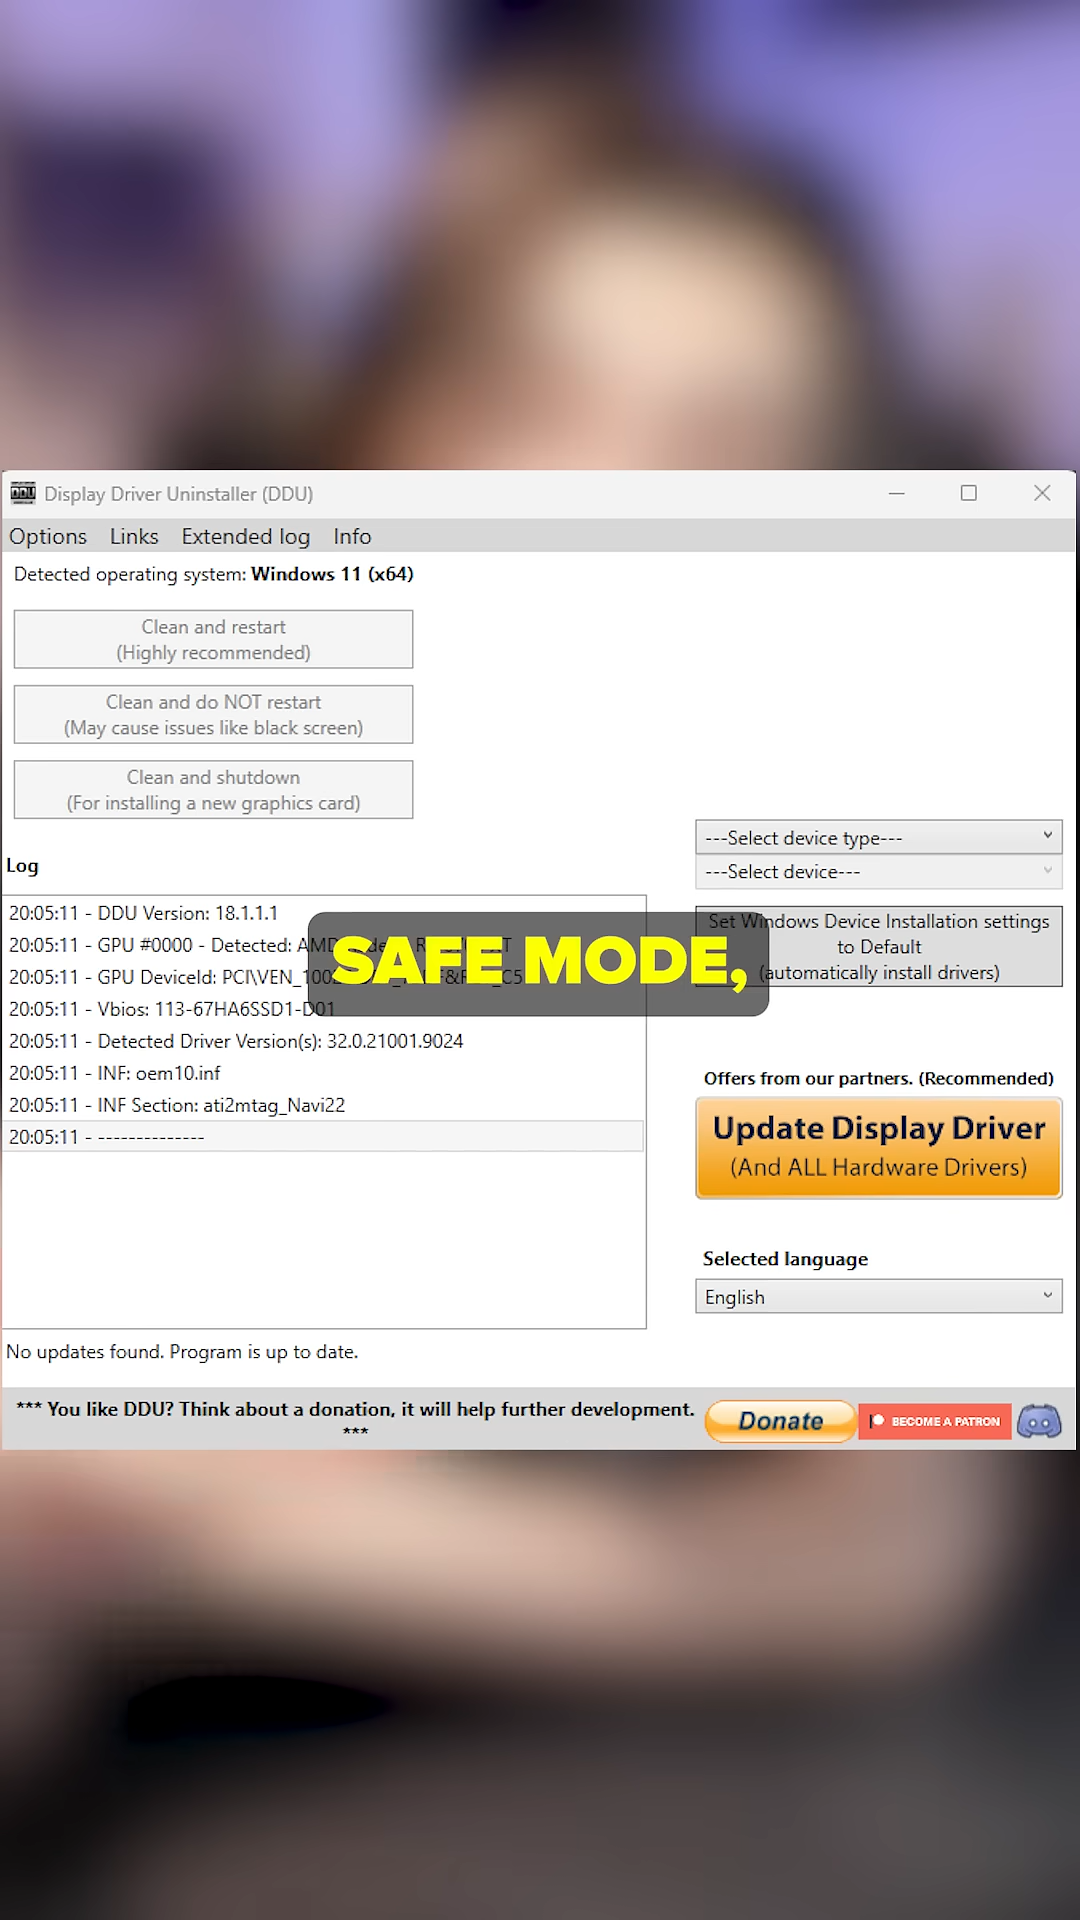 Display Driver Uninstaller (DDU)
Options Links Extended log Info
Detected operating system: Windows 11 (x64)
Clean and restart
(Highly recommended)
Clean and do NOT restart
(May cause issues like black screen)
Clean and shutdown
(For installing a new graphics card)
---Select device type---
---Select device---
Set Windows Device Installation settings
to Default
(automatically install drivers)
Log
20:05:11 - DDU Version: 18.1.1.1
20:05:11 - GPU #0000 - Detected:
20:05:11 - GPU DeviceId:
20:05:11 - Vbios: 113-67HA6SSD1-D01
20:05:11 - Detected Driver Version(s): 32.0.21001.9024
20:05:11 - INF: oem10.inf
20:05:11 - INF Section: ati2mtag_Navi22
20:05:11 - --------------
SAFE MODE,
Offers from our partners. (Recommended)
Update Display Driver
(And ALL Hardware Drivers)
Selected language
English
No updates found. Program is up to date.
*** You like DDU? Think about a donation, it will help further development.
***
Donate
BECOME A PATRON